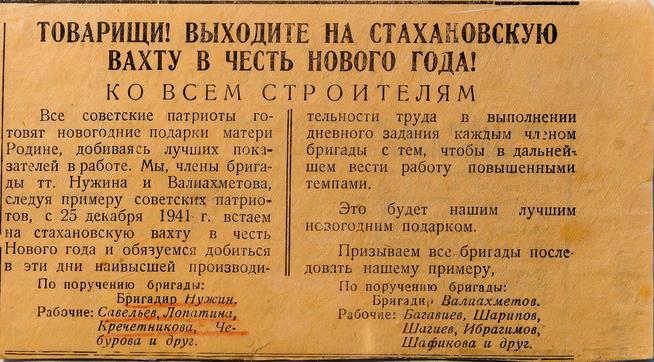 ТОВАРИЩИ! ВЫХОДИТЕ НА СТАХАНОВСКУЮ
ВАХТУ В ЧЕСТЬ НОВОГО ГОДА!
КО ВСЕМ СТРОИТЕЛЯМ
Все советские патриоты го-
товят новогодние подарки матери
Родине, добиваясь лучших пока-
зателей в работе. Мы, члены брига-
ды тт. Нужина и Валиахметова,
следуя примеру советских патрио-
тов, с 25 декабря 1941 г. встаем
на стахановскую вахту в честь
Нового года и обязуемся добиться
в эти дни наивысшей производи-
По поручению бригады:
Бригадир Нужин.
Рабочие: Савельев, Лопатина,
Кречетникова, Че-
бурова и друг.
тельности труда в выполнении
дневного задания каждым членом
бригады с тем, чтобы в дальней-
шем вести работу повышенными
темпами.
Это будет нашим лучшим
новогодним подарком.
Призываем все бригады после-
довать нашему примеру,
По поручению бригады:
Бригадир Валиахметов.
Рабочие: Багавиев, Шарипов,
Шагиев, Ибрагимов,
Шафикова и друг.